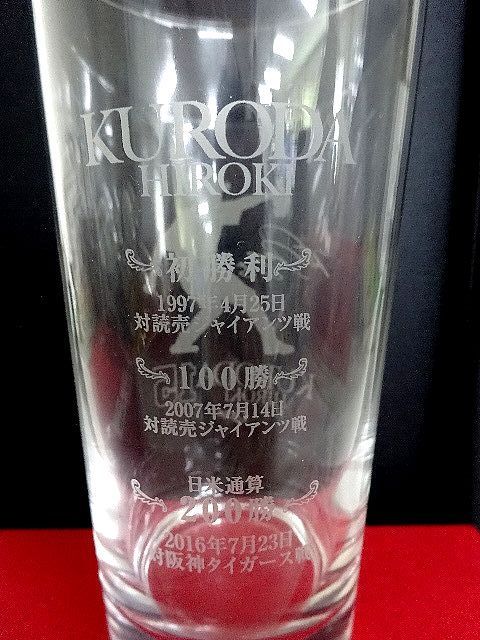 KURODA
HIROKI
初勝利
1997年4月25日
対読売ジャイアンツ戦
100勝
2007年7月14日
対読売ジャイアンツ戦
日米通算
200勝
2016年7月23日
対阪神タイガース戦